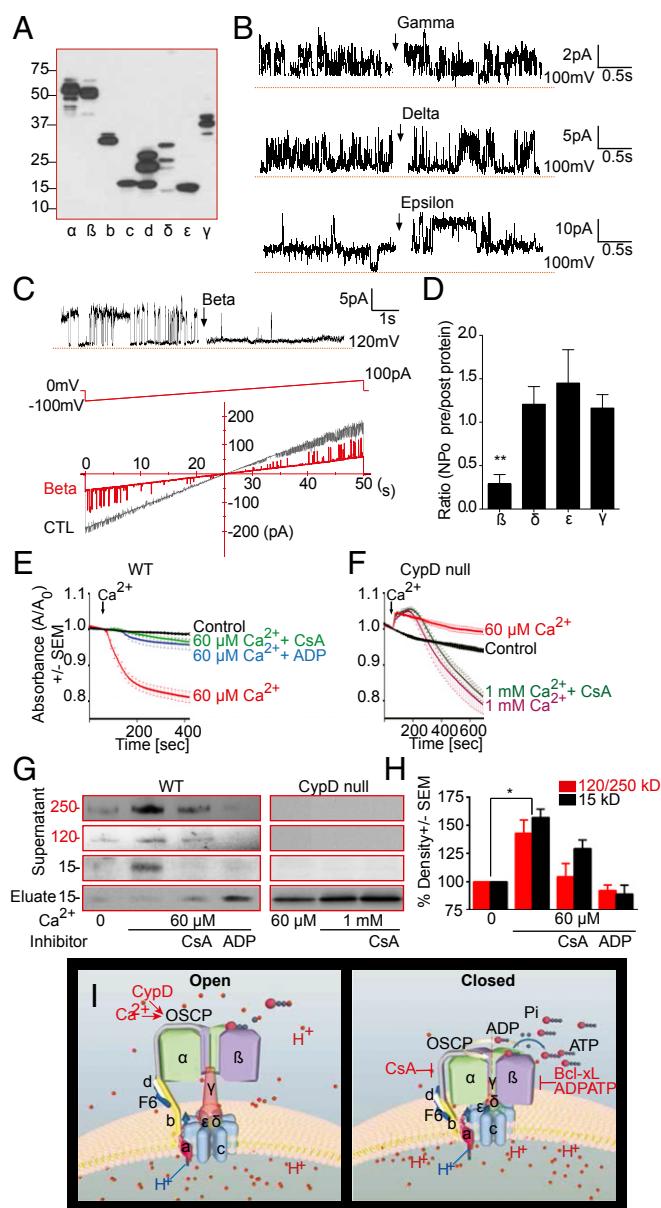 A
75
50
37
25
15
10
α ß b c d δ ε γ
B
Gamma
2pA
100mV 0.5s
Delta
5pA
100mV 0.5s
Epsilon
10pA
100mV 0.5s
C
Beta
5pA
1s
120mV
0mV
-100mV
100pA
200
100
0 10 20 30 40 50 (s)
Beta
-100
CTL
-200 (pA)
D
Ratio (NPo pre/post protein)
2.0
1.5
1.0
0.5
0.0
**
ß δ ε γ
E
WT
Absorbance (A/A0)
+/- SEM
1.1
1.0
0.9
0.8
Ca2+
Control
60 µM Ca2+ + CsA
60 µM Ca2+ + ADP
60 µM Ca2+
0 200 400
Time [sec]
F
CypD null
1.1
1.0
0.9
0.8
Ca2+
60 µM Ca2+
Control
1 mM Ca2+ + CsA
1 mM Ca2+
200 400 600
Time [sec]
G
WT CypD null
Supernatant
250-
120-
15-
Eluate 15-
Ca2+ 0 60 µM 60 µM 1 mM
Inhibitor CsA ADP CsA
H
% Density+/- SEM
175
150
125
100
75
*
120/250 kD
15 kD
0 60 µM
CsA ADP
I
Open
CypD
Ca2+
OSCP
H+
α ß
γ
d
F6
b
ε δ
a c
H+
H+
Closed
Pi
ADP
ATP
OSCP
CsA
α γ ß
Bcl-xL
ADPATP
d
F6
ε δ
b
a c
H+
H+
H+